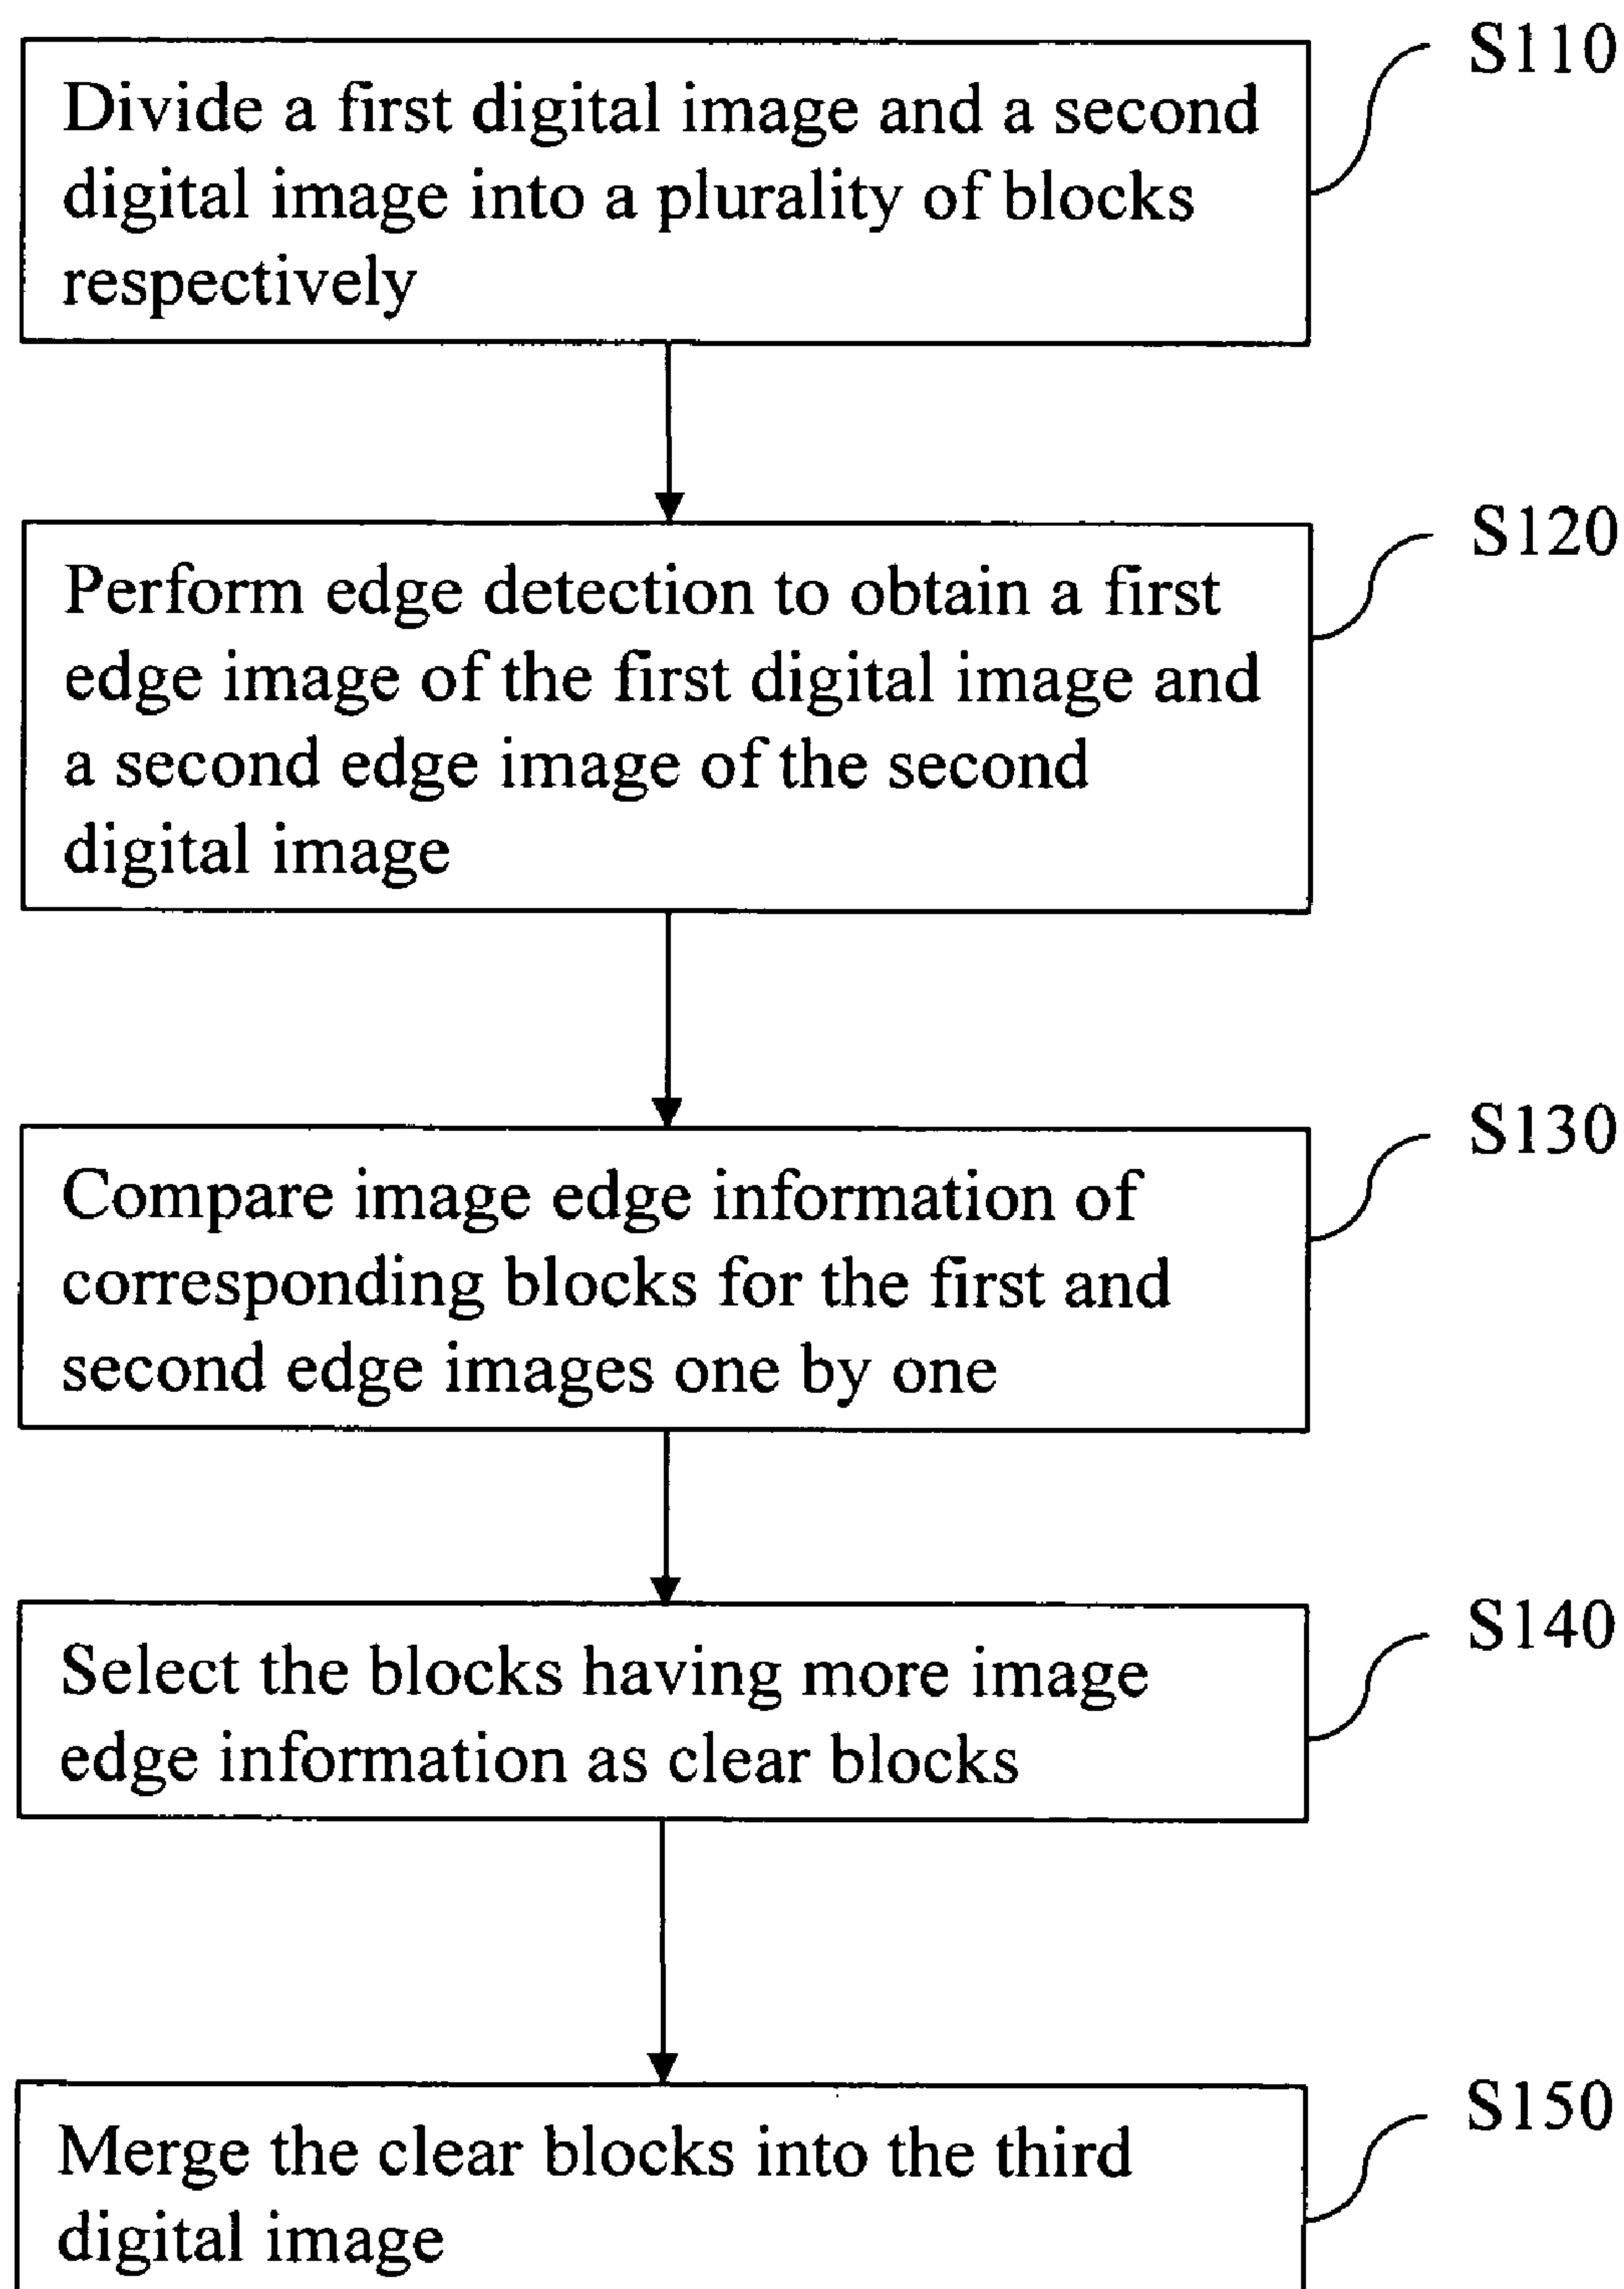 S110
Divide a first digital image and a second
digital image into a plurality of blocks
respectively
S120
Perform edge detection to obtain a first
edge image of the first digital image and
a second edge image of the second
digital image
S130
Compare image edge information of
corresponding blocks for the first and
second edge images one by one
S140
Select the blocks having more image
edge information as clear blocks
S150
Merge the clear blocks into the third
digital image